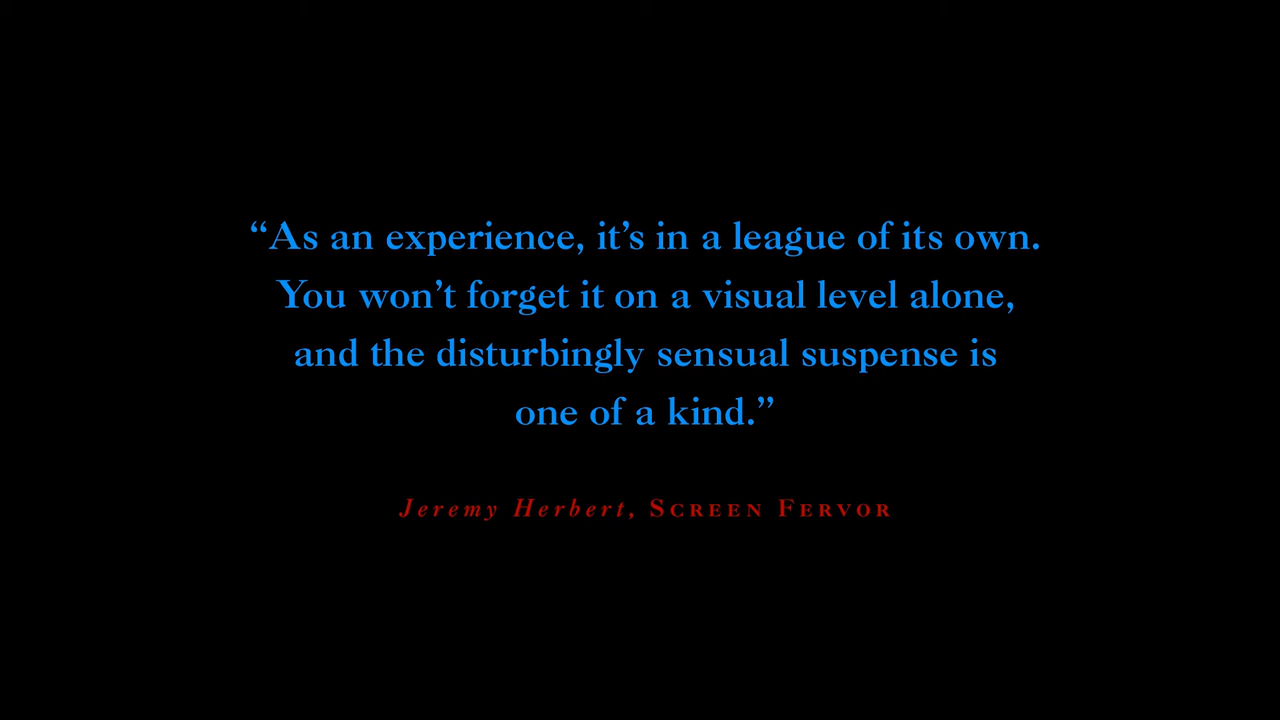 “As an experience, it’s in a league of its own.
You won’t forget it on a visual level alone,
and the disturbingly sensual suspense is
one of a kind.”
Jeremy Herbert, SCREEN FERVOR